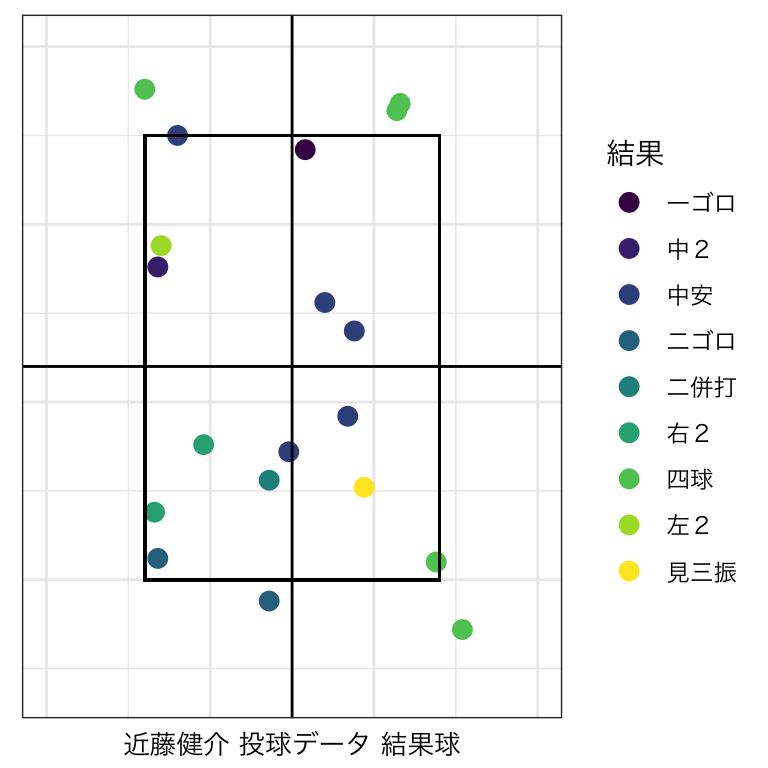 結果
一ゴロ
中２
中安
二ゴロ
二併打
右２
四球
左２
見三振
近藤健介 投球データ 結果球